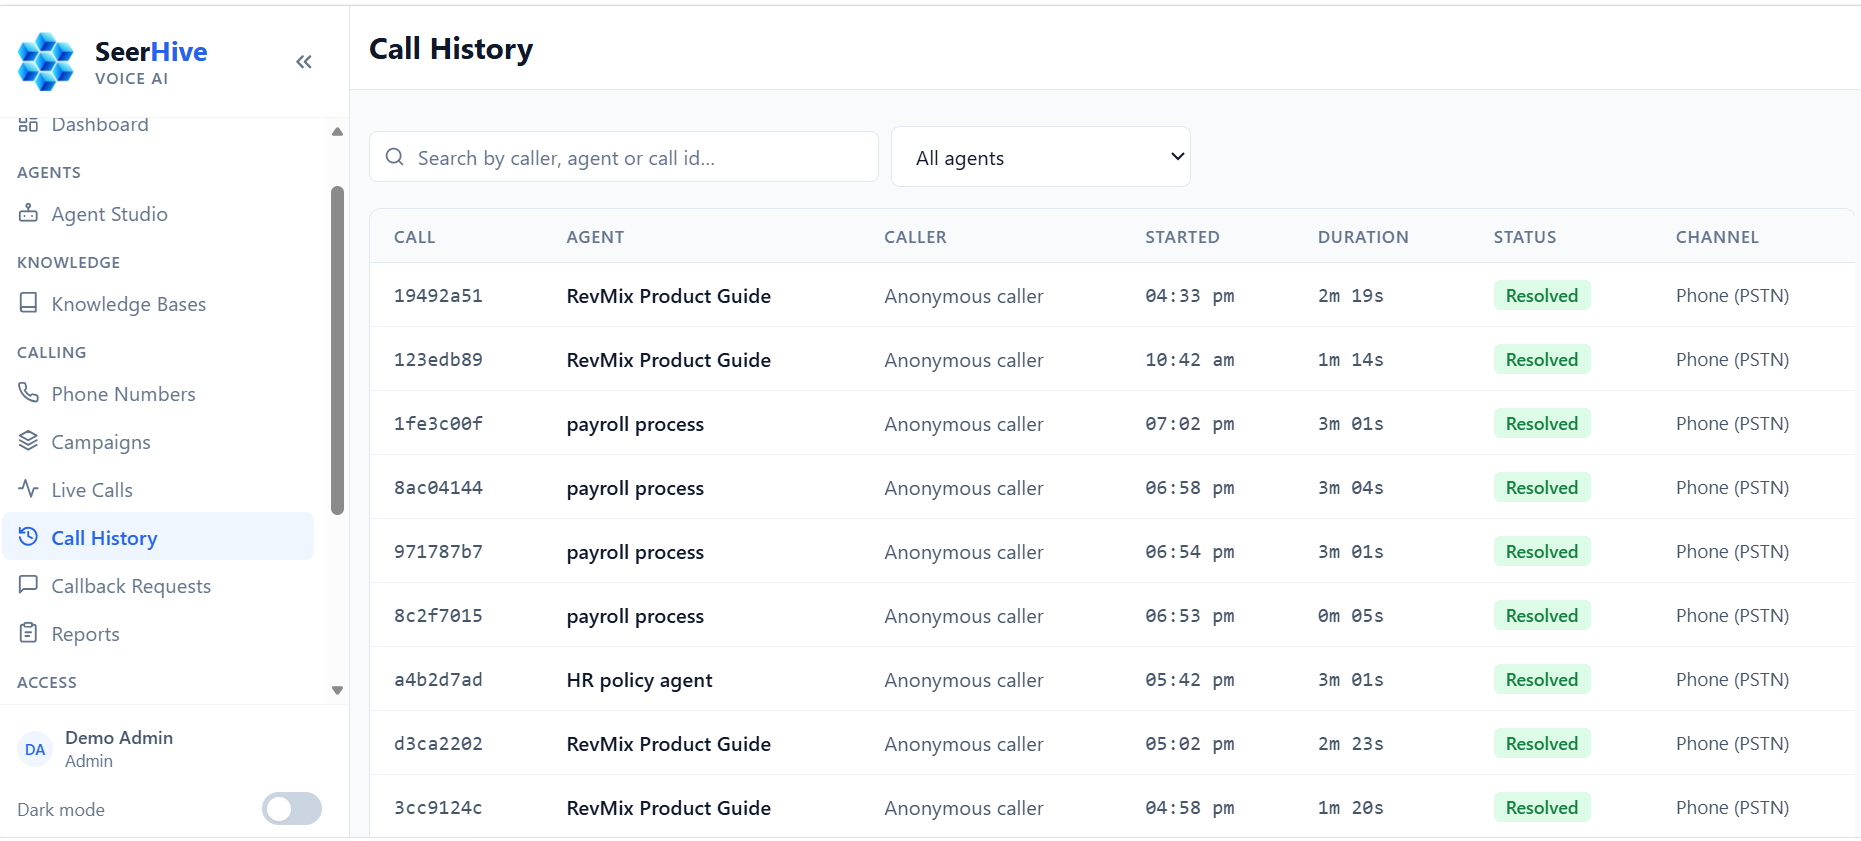 SeerHive
VOICE AI
Dashboard
AGENTS
Agent Studio
KNOWLEDGE
Knowledge Bases
CALLING
Phone Numbers
Campaigns
Live Calls
Call History
Callback Requests
Reports
ACCESS
DA
Demo Admin
Admin
Dark mode
Call History
Search by caller, agent or call id...
All agents
CALL AGENT CALLER STARTED DURATION STATUS CHANNEL
19492a51 RevMix Product Guide Anonymous caller 04:33 pm 2m 19s Resolved Phone (PSTN)
123edb89 RevMix Product Guide Anonymous caller 10:42 am 1m 14s Resolved Phone (PSTN)
1fe3c00f payroll process Anonymous caller 07:02 pm 3m 01s Resolved Phone (PSTN)
8ac04144 payroll process Anonymous caller 06:58 pm 3m 04s Resolved Phone (PSTN)
971787b7 payroll process Anonymous caller 06:54 pm 3m 01s Resolved Phone (PSTN)
8c2f7015 payroll process Anonymous caller 06:53 pm 0m 05s Resolved Phone (PSTN)
a4b2d7ad HR policy agent Anonymous caller 05:42 pm 3m 01s Resolved Phone (PSTN)
d3ca2202 RevMix Product Guide Anonymous caller 05:02 pm 2m 23s Resolved Phone (PSTN)
3cc9124c RevMix Product Guide Anonymous caller 04:58 pm 1m 20s Resolved Phone (PSTN)